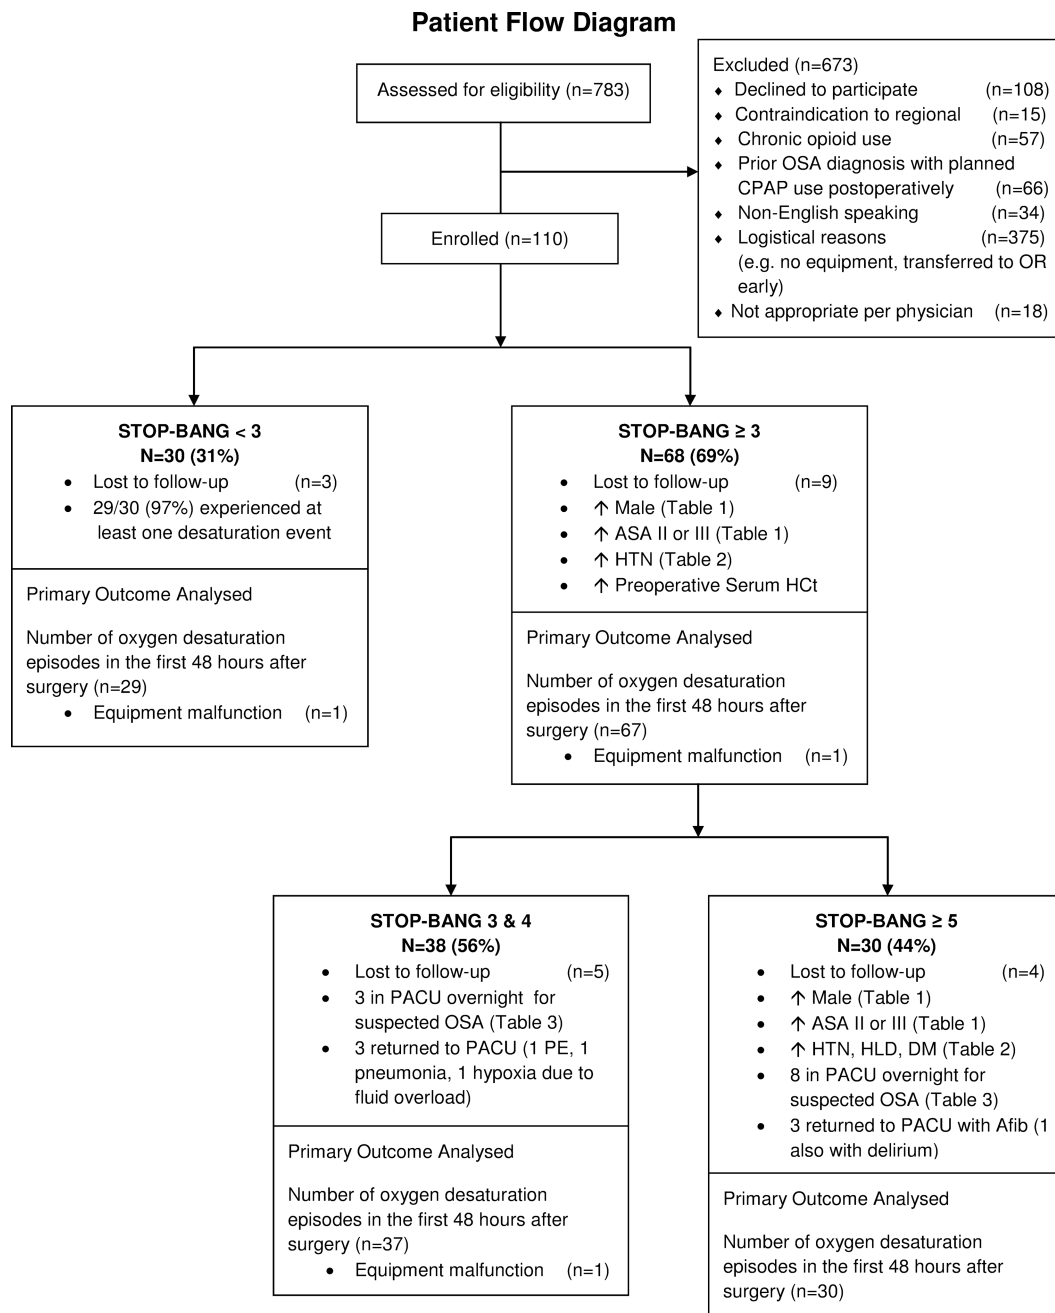 Patient Flow Diagram
Assessed for eligibility (n=783)
Excluded (n=673)
♦ Declined to participate (n=108)
♦ Contraindication to regional (n=15)
♦ Chronic opioid use (n=57)
♦ Prior OSA diagnosis with planned
CPAP use postoperatively (n=66)
♦ Non-English speaking (n=34)
♦ Logistical reasons (n=375)
(e.g. no equipment, transferred to OR
early)
♦ Not appropriate per physician (n=18)
Enrolled (n=110)
STOP-BANG < 3
N=30 (31%)
• Lost to follow-up (n=3)
• 29/30 (97%) experienced at
least one desaturation event
Primary Outcome Analysed
Number of oxygen desaturation
episodes in the first 48 hours after
surgery (n=29)
• Equipment malfunction (n=1)
STOP-BANG ≥ 3
N=68 (69%)
• Lost to follow-up (n=9)
• ↑ Male (Table 1)
• ↑ ASA II or III (Table 1)
• ↑ HTN (Table 2)
• ↑ Preoperative Serum HCt
Primary Outcome Analysed
Number of oxygen desaturation
episodes in the first 48 hours after
surgery (n=67)
• Equipment malfunction (n=1)
STOP-BANG 3 & 4
N=38 (56%)
• Lost to follow-up (n=5)
• 3 in PACU overnight for
suspected OSA (Table 3)
• 3 returned to PACU (1 PE, 1
pneumonia, 1 hypoxia due to
fluid overload)
Primary Outcome Analysed
Number of oxygen desaturation
episodes in the first 48 hours after
surgery (n=37)
• Equipment malfunction (n=1)
STOP-BANG ≥ 5
N=30 (44%)
• Lost to follow-up (n=4)
• ↑ Male (Table 1)
• ↑ ASA II or III (Table 1)
• ↑ HTN, HLD, DM (Table 2)
• 8 in PACU overnight for
suspected OSA (Table 3)
• 3 returned to PACU with Afib (1
also with delirium)
Primary Outcome Analysed
Number of oxygen desaturation
episodes in the first 48 hours after
surgery (n=30)